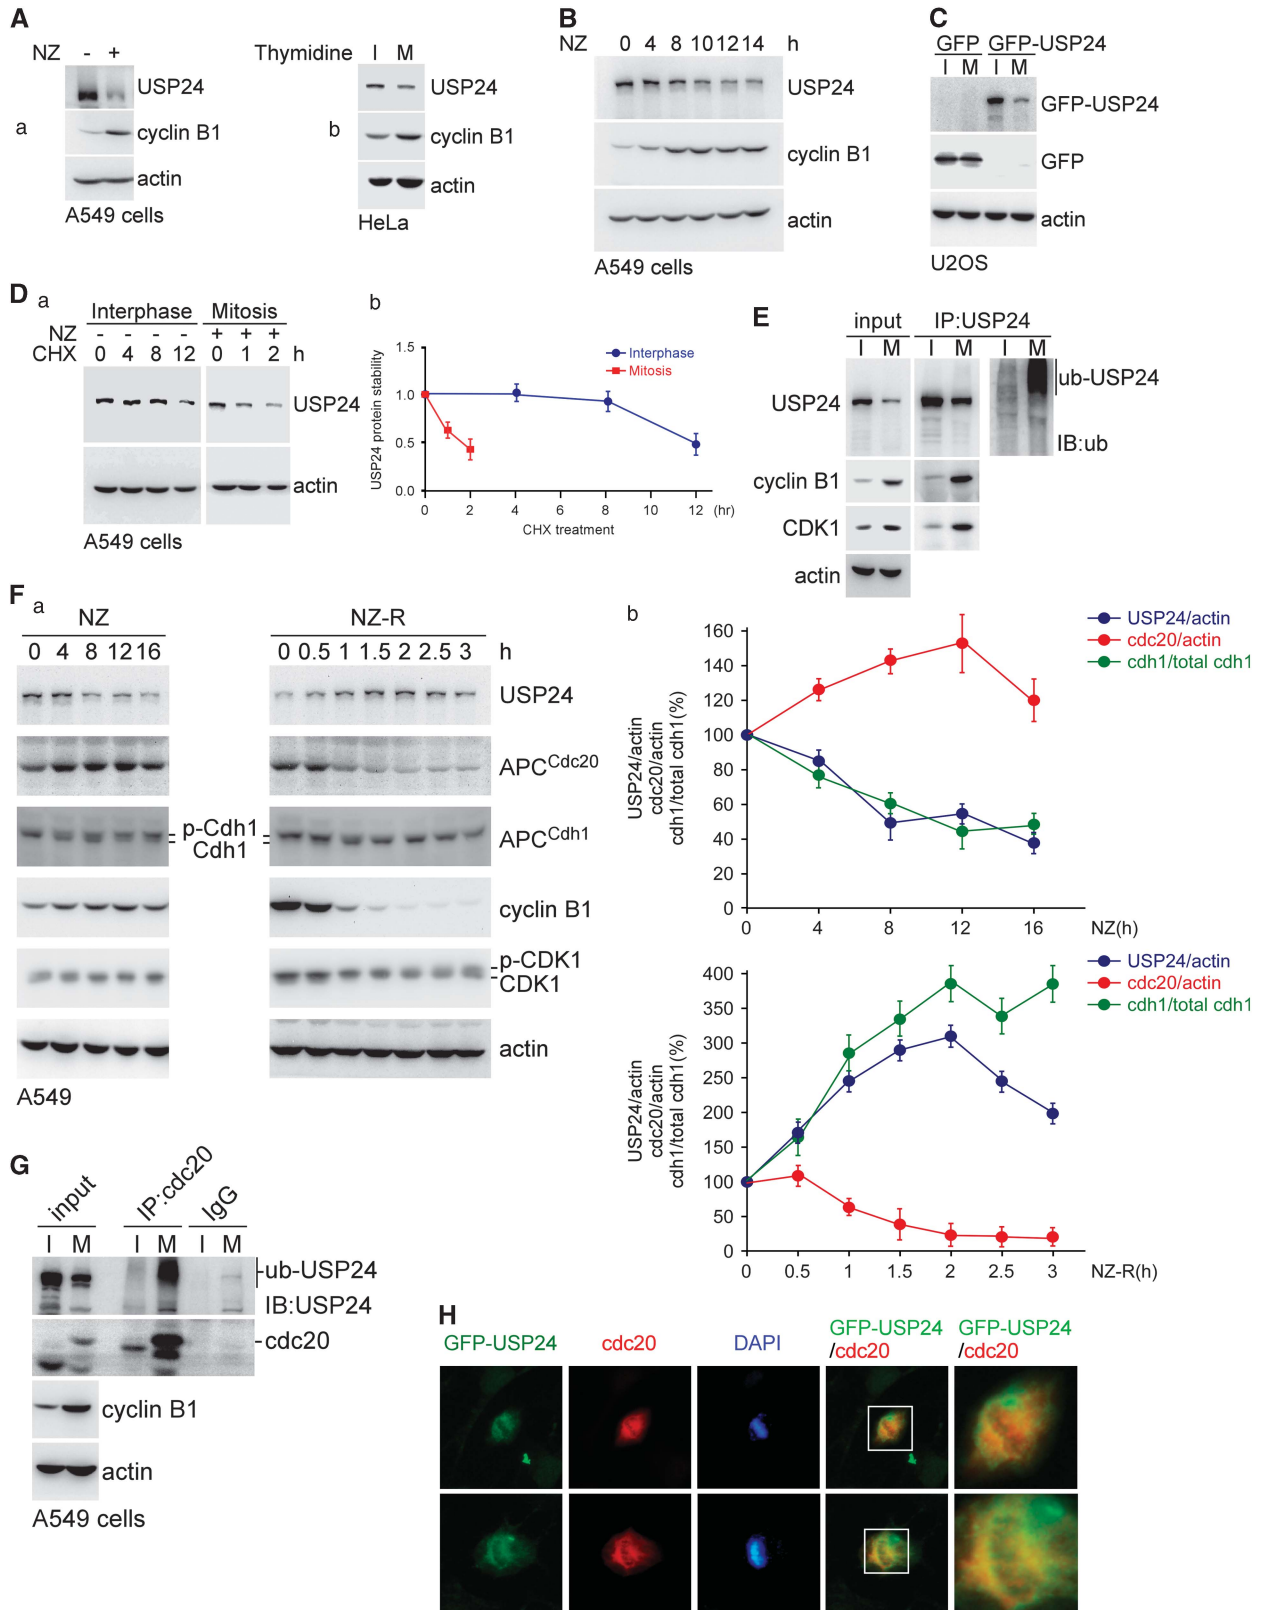 A
NZ - +
USP24
a
cyclin B1
actin
A549 cells
Thymidine I M
USP24
b
cyclin B1
actin
HeLa
B
NZ 0 4 8 10 12 14 h
USP24
cyclin B1
actin
A549 cells
C
GFP GFP-USP24
I M I M
GFP-USP24
GFP
actin
U2OS
D
a
Interphase Mitosis
NZ - - - - + + +
CHX 0 4 8 12 0 1 2 h
USP24
actin
A549 cells
b
USP24 protein stability
1.5
1.0
0.5
0.0
0 2 4 6 8 10 12 (hr)
CHX treatment
Interphase
Mitosis
E
input IP:USP24
I M I M I M
USP24
ub-USP24
IB:ub
cyclin B1
CDK1
actin
F
a
NZ NZ-R
0 4 8 12 16 0 0.5 1 1.5 2 2.5 3 h
USP24
APCCdc20
p-Cdh1
Cdh1
APCCdh1
cyclin B1
p-CDK1
CDK1
actin
A549
b
USP24/actin
cdc20/actin
cdh1/total cdh1(%)
160
140
120
100
80
60
40
20
0
0 4 8 12 16 NZ(h)
USP24/actin
cdc20/actin
cdh1/total cdh1
USP24/actin
cdc20/actin
cdh1/total cdh1(%)
400
350
300
250
200
150
100
50
0
0 0.5 1 1.5 2 2.5 3 NZ-R(h)
USP24/actin
cdc20/actin
cdh1/total cdh1
G
input IP:cdc20 IgG
I M I M I M
ub-USP24
IB:USP24
cdc20
cyclin B1
actin
A549 cells
H
GFP-USP24 cdc20 DAPI GFP-USP24 GFP-USP24
/cdc20 /cdc20